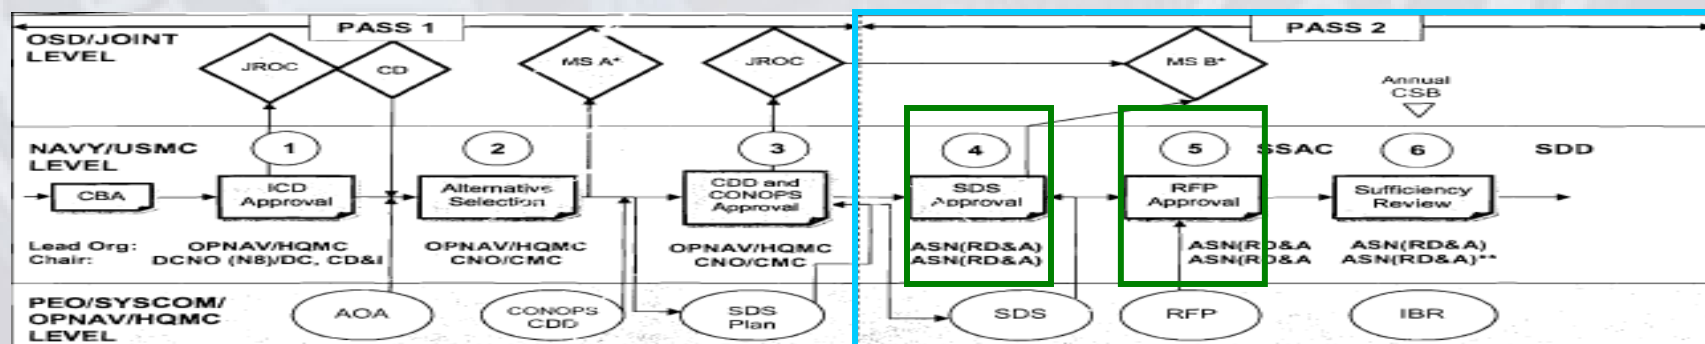 PASS 1
PASS 2
OSD/JOINT
LEVEL
JROC
CD
MS A*
JROC
MS B*
Annual
CSB
NAVY/USMC
LEVEL
1
2
3
4
5
SSAC
6
SDD
CBA
ICD
Approval
Alternative
Selection
CDD and
CONOPS
Approval
SDS
Approval
RFP
Approval
Sufficiency
Review
Lead Org:
OPNAV/HQMC
OPNAV/HQMC
OPNAV/HQMC
ASN(RD&A)
ASN(RD&A
ASN(RD&A)
Chair:
DCNO (N8)/DC, CD&I
CNO/CMC
CNO/CMC
ASN(RD&A)
ASN(RD&A
ASN(RD&A)**
PEO/SYSCOM/
OPNAV/HQMC
LEVEL
AOA
CONOPS
CDD
SDS
Plan
SDS
RFP
IBR